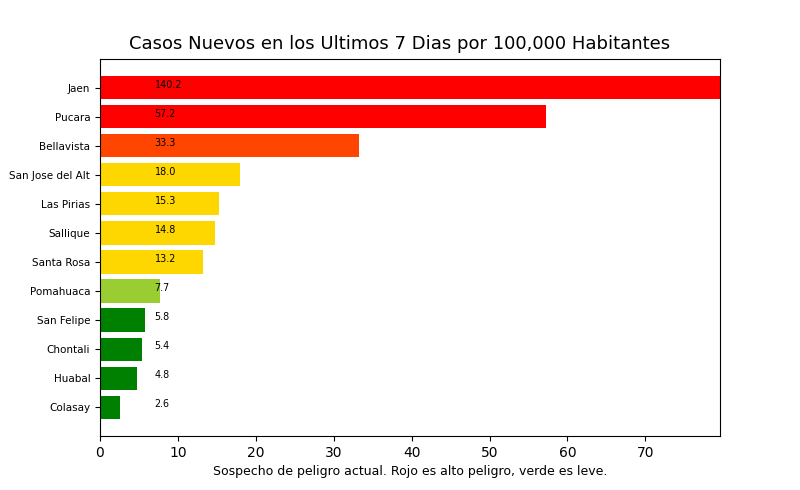 Casos Nuevos en los Ultimos 7 Dias por 100,000 Habitantes
Jaen 140.2
Pucara 57.2
Bellavista 33.3
San Jose del Alt 18.0
Las Pirias 15.3
Sallique 14.8
Santa Rosa 13.2
Pomahuaca 7.7
San Felipe 5.8
Chontali 5.4
Huabal 4.8
Colasay 2.6
0 10 20 30 40 50 60 70
Sospecho de peligro actual. Rojo es alto peligro, verde es leve.